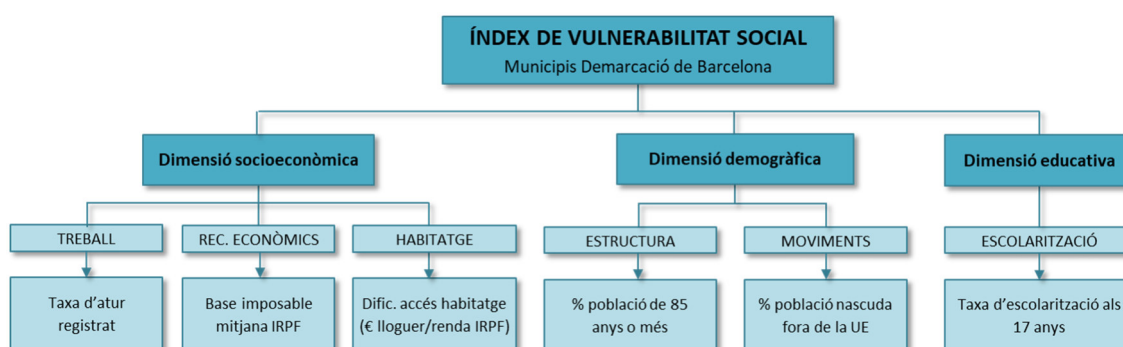 ÍNDEX DE VULNERABILITAT SOCIAL
Municipis Demarcació de Barcelona
Dimensió socioeconòmica
Dimensió demogràfica
Dimensió educativa
TREBALL
REC. ECONÒMICS
HABITATGE
ESTRUCTURA
MOVIMENTS
ESCOLARITZACIÓ
Taxa d'atur
registrat
Base imposable
mitjana IRPF
Dific. accés habitatge
(€ lloguer/renda IRPF)
% població de 85
anys o més
% població nascuda
fora de la UE
Taxa d'escolarització als
17 anys